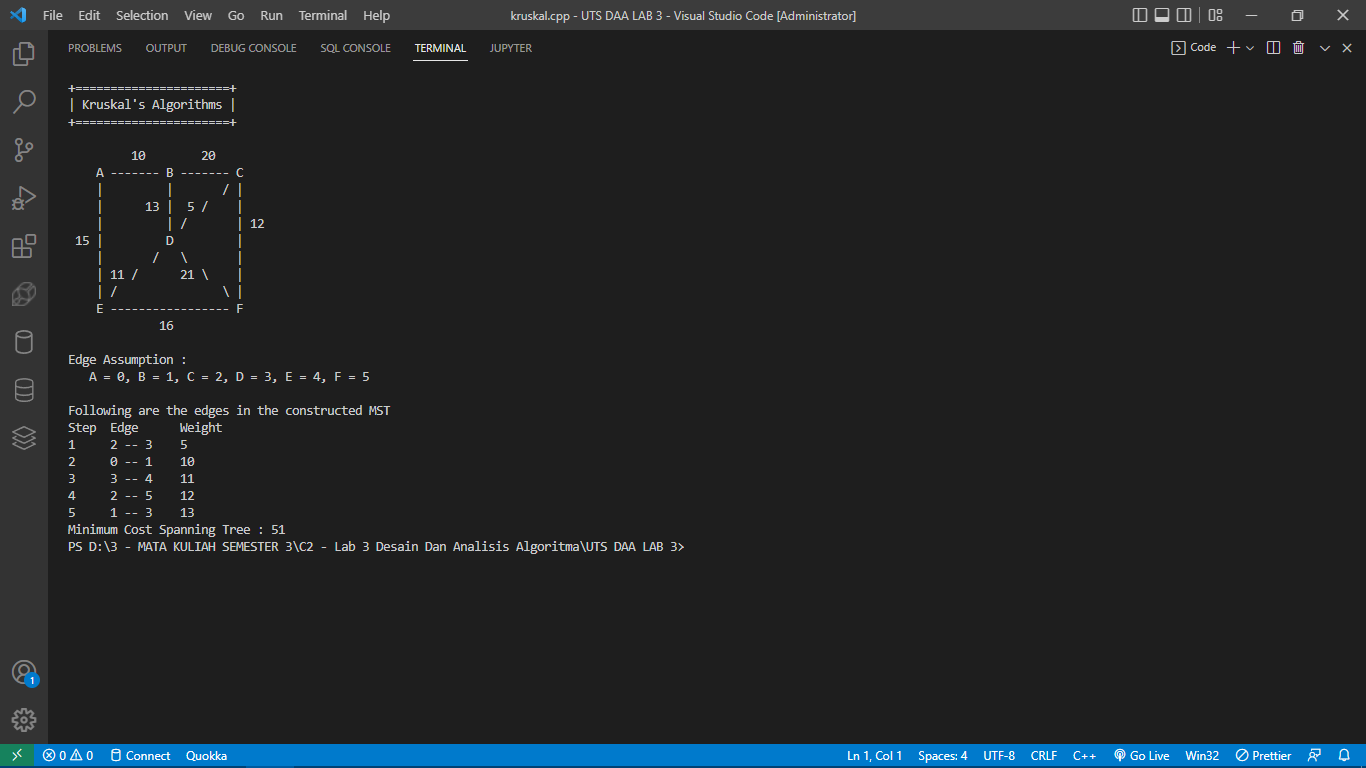 File Edit Selection View Go Run Terminal Help kruskal.cpp - UTS DAA LAB 3 - Visual Studio Code [Administrator]
PROBLEMS OUTPUT DEBUG CONSOLE SQL CONSOLE TERMINAL JUPYTER Code
+======================+
| Kruskal's Algorithms |
+======================+
         10        20
    A ------- B ------- C
    |         |       / |
    |      13 |  5 /    |
    |         | /       | 12
 15 |         D         |
    |       /   \       |
    | 11 /      21 \    |
    | /               \ |
    E ----------------- F
             16
Edge Assumption :
   A = 0, B = 1, C = 2, D = 3, E = 4, F = 5
Following are the edges in the constructed MST
Step  Edge      Weight
1     2 -- 3    5
2     0 -- 1    10
3     3 -- 4    11
4     2 -- 5    12
5     1 -- 3    13
Minimum Cost Spanning Tree : 51
PS D:\3 - MATA KULIAH SEMESTER 3\C2 - Lab 3 Desain Dan Analisis Algoritma\UTS DAA LAB 3>
1
0 0 Connect Quokka Ln 1, Col 1 Spaces: 4 UTF-8 CRLF C++ Go Live Win32 Prettier